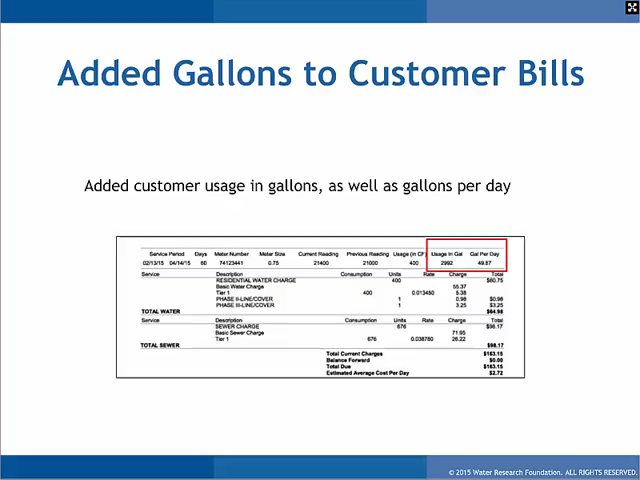 Added Gallons to Customer Bills
Added customer usage in gallons, as well as gallons per day
Service Period Days Meter Number Meter Size Current Reading Previous Reading Usage (in CF) Usage In Gal Gal Per Day
02/13/15 04/14/15 60 74123441 0.75 21400 21000 400 2992 49.87
Service Description Consumption Units Rate Charge Total
RESIDENTIAL WATER CHARGE 400 $60.75
Basic Water Charge 55.37
Tier 1 400 0.013450 5.38
PHASE II-LINE/COVER 1 0.98 $0.98
PHASE III-LINE/COVER 1 3.25 $3.25
TOTAL WATER $64.98
Service Description Consumption Units Rate Charge Total
SEWER CHARGE 676 $98.17
Basic Sewer Charge 71.95
Tier 1 676 0.038780 26.22
TOTAL SEWER $98.17
Total Current Charges $163.15
Balance Forward $0.00
Total Due $163.15
Estimated Average Cost Per Day $2.72
© 2015 Water Research Foundation. ALL RIGHTS RESERVED.